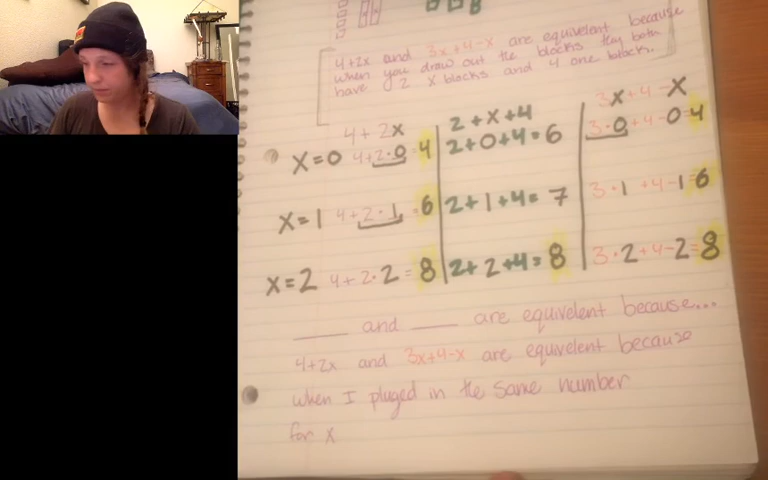 4+2x and 3x+4-x are equivelent because
when you draw out the blocks they both
have 2 x blocks and 4 one blocks.
4+2x
2+x+4
3x+4-x
x=0 4+2·0=4 2+0+4=6 3·0+4-0=4
x=1 4+2·1=6 2+1+4=7 3·1+4-1=6
x=2 4+2·2=8 2+2+4=8 3·2+4-2=8
____ and ____ are equivelent because...
4+2x and 3x+4-x are equivelent because
when I pluged in the same number
for x